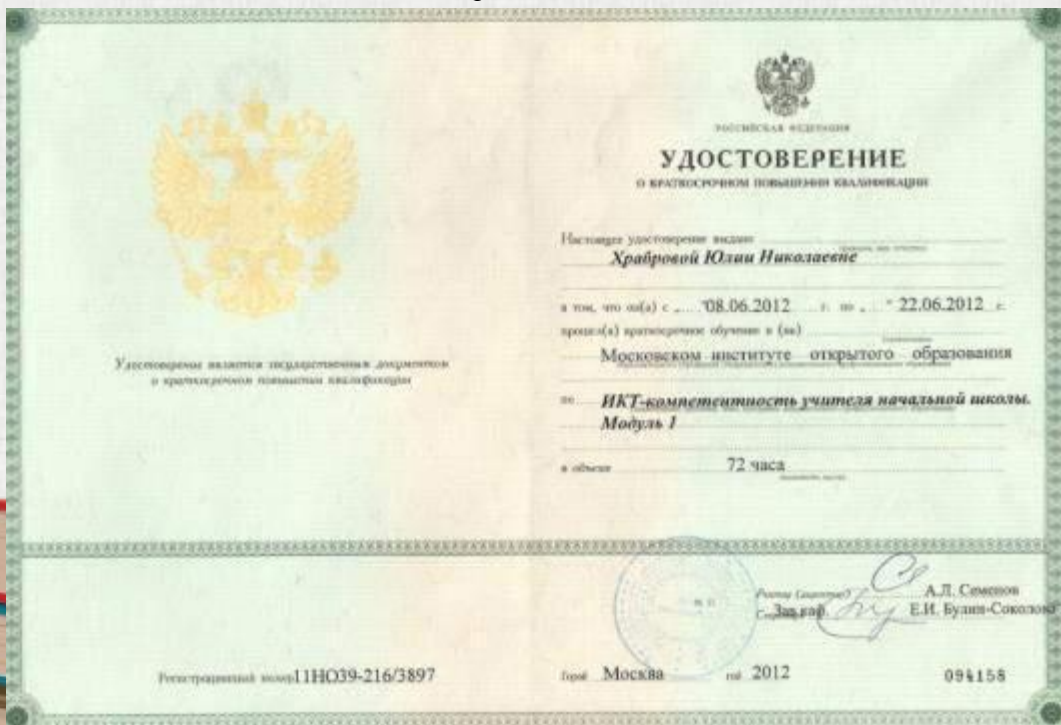 Удостоверение является государственным документом
о краткосрочном повышении квалификации
Регистрационный номер 11НО39-216/3897
РОССИЙСКАЯ ФЕДЕРАЦИЯ
УДОСТОВЕРЕНИЕ
О КРАТКОСРОЧНОМ ПОВЫШЕНИИ КВАЛИФИКАЦИИ
Настоящее удостоверение выдано
Храбровой Юлии Николаевне
в том, что он(а) с „ "08.06.2012 г. по „ " 22.06.2012 г.
прошел(а) краткосрочное обучение в (на)
Московском институте открытого образования
по ИКТ-компетентность учителя начальной школы.
Модуль 1
в объеме 72 часа
Ректор (директор) А.Л. Семенов
Зав.каф. Е.И. Булин-Соколова
Город Москва год 2012
094158